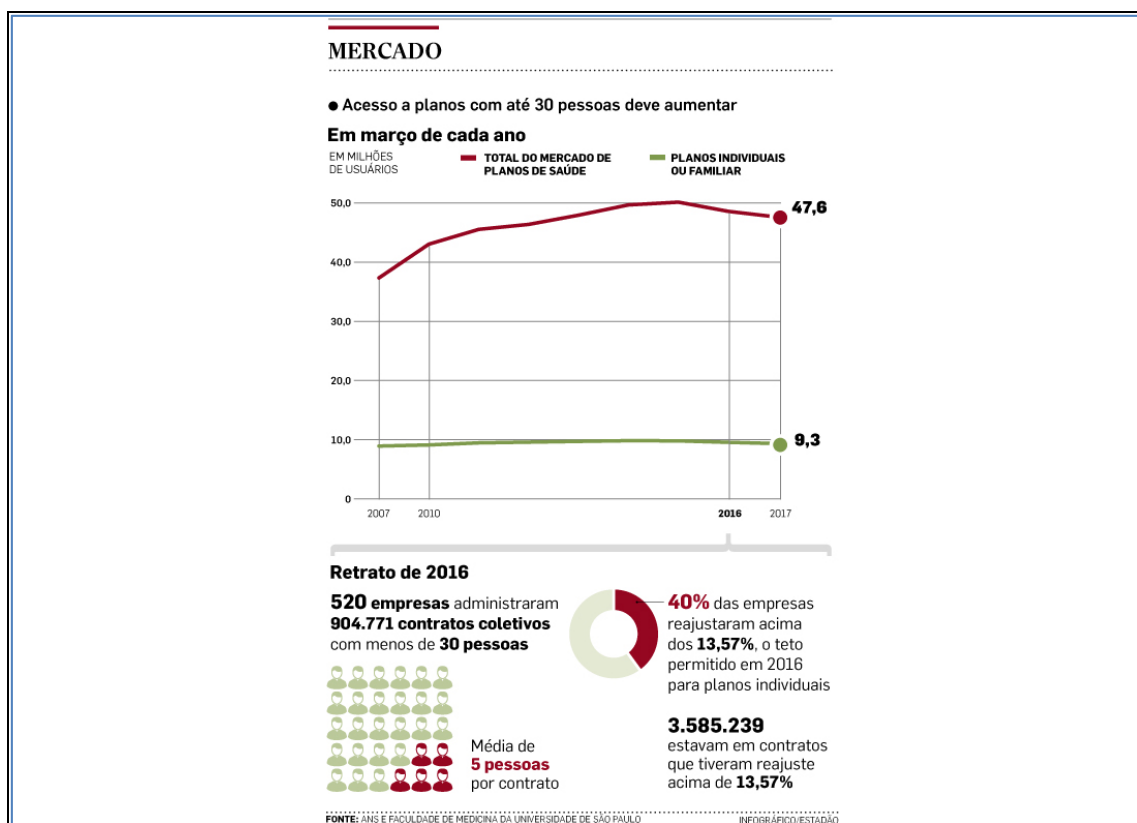 MERCADO
● Acesso a planos com até 30 pessoas deve aumentar
Em março de cada ano
EM MILHÕES
DE USUÁRIOS
TOTAL DO MERCADO DE
PLANOS DE SAÚDE
PLANOS INDIVIDUAIS
OU FAMILIAR
50,0
47,6
40,0
30,0
20,0
10,0
9,3
0
2007 2010 2016 2017
Retrato de 2016
520 empresas administraram
904.771 contratos coletivos
com menos de 30 pessoas
Média de
5 pessoas
por contrato
40% das empresas
reajustaram acima
dos 13,57%, o teto
permitido em 2016
para planos individuais
3.585.239
estavam em contratos
que tiveram reajuste
acima de 13,57%
FONTE: ANS E FACULDADE DE MEDICINA DA UNIVERSIDADE DE SÃO PAULO
INFOGRÁFICO/ESTADÃO